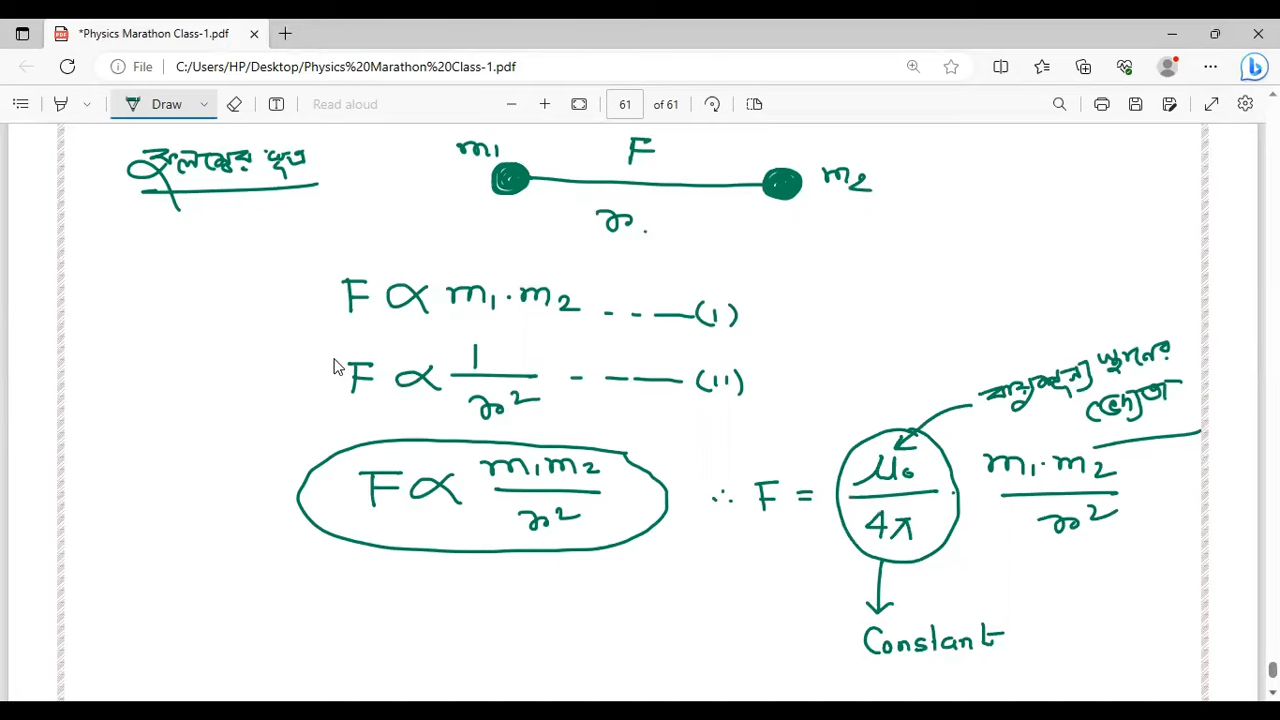 *Physics Marathon Class-1.pdf
File C:/Users/HP/Desktop/Physics%20Marathon%20Class-1.pdf
Draw Read aloud 61 of 61
কুলম্বের সূত্র
m₁ F m₂
r.
F ∝ m₁·m₂ ------(i)
F ∝ 1/r² ------(ii)
বায়ু/শূন্য স্থানের
ভেদ্যতা
F ∝ m₁m₂/r² ∴ F = μ₀/4π · m₁·m₂/r²
Constant